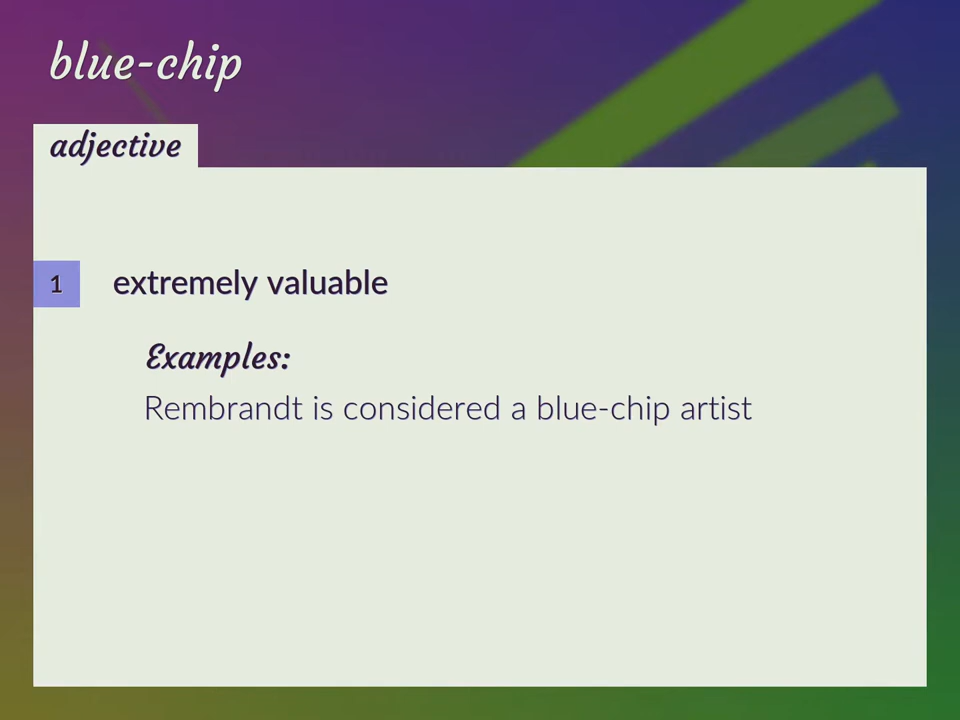 blue-chip
adjective
1 extremely valuable
Examples:
Rembrandt is considered a blue-chip artist